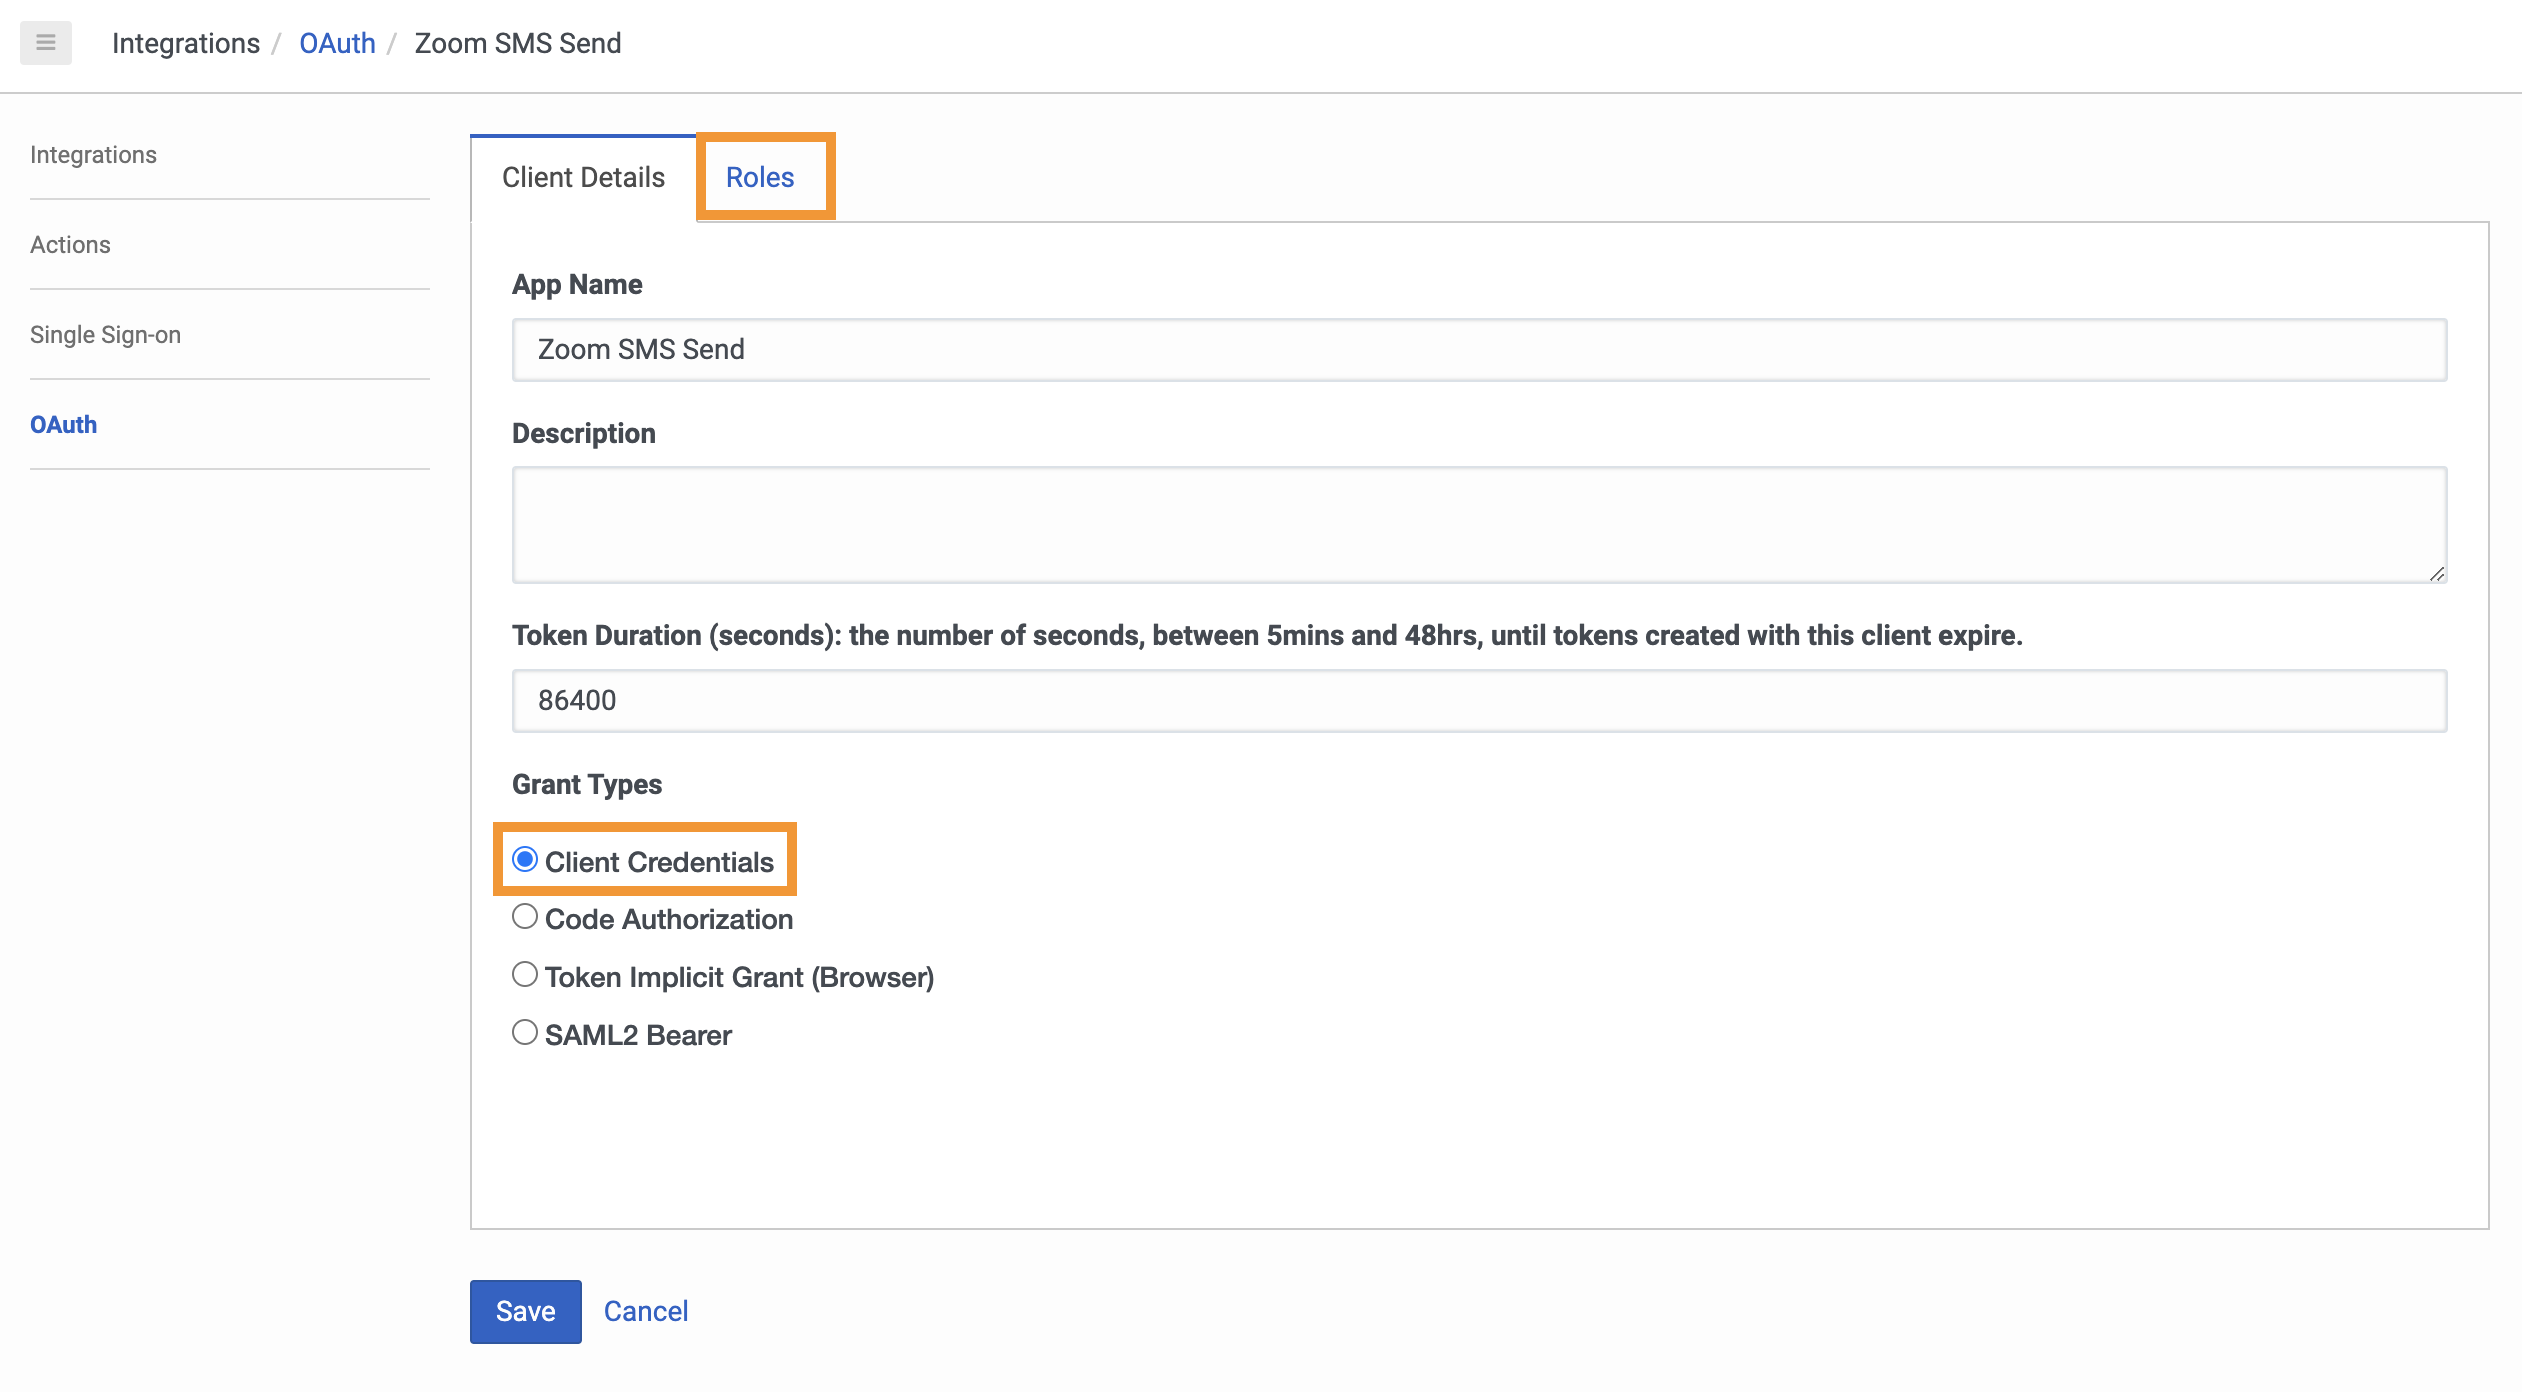 Integrations / OAuth / Zoom SMS Send
Integrations
Actions
Single Sign-on
OAuth
Client Details
Roles
App Name
Zoom SMS Send
Description
Token Duration (seconds): the number of seconds, between 5mins and 48hrs, until tokens created with this client expire.
86400
Grant Types
Client Credentials
Code Authorization
Token Implicit Grant (Browser)
SAML2 Bearer
Save
Cancel